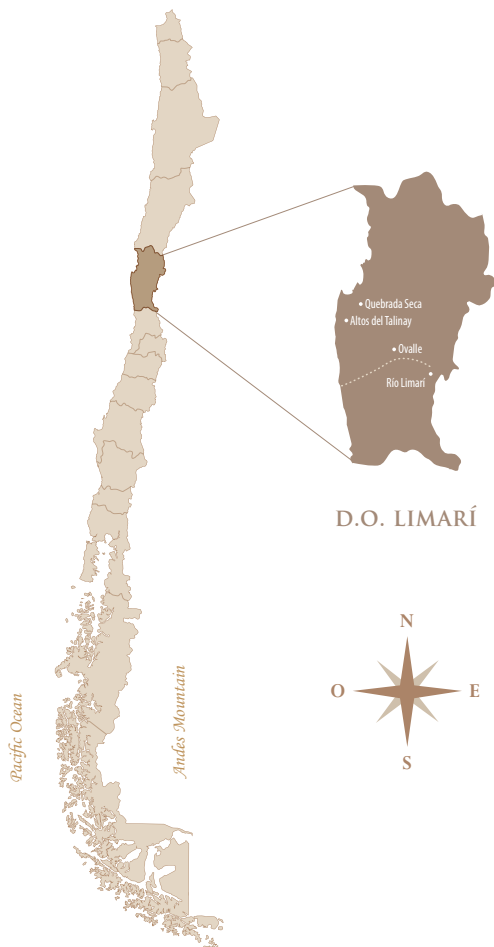 Quebrada Seca
Altos del Talinay
Ovalle
Río Limarí
D.O. LIMARÍ
N
O
E
S
Pacific Ocean
Andes Mountain